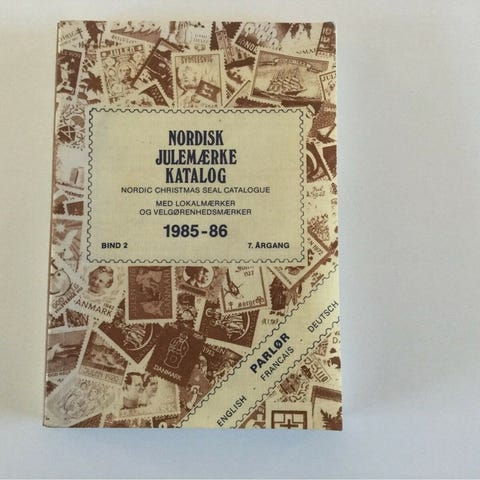 NORDISK
JULEMÆRKE
KATALOG
NORDIC CHRISTMAS SEAL CATALOGUE
MED LOKALMÆRKER
OG VELGØRENHEDSMÆRKER
1985-86
BIND 2 7. ÅRGANG
PARLØR
ENGLISH FRANCAIS DEUTSCH
DANMARK
DANMARK